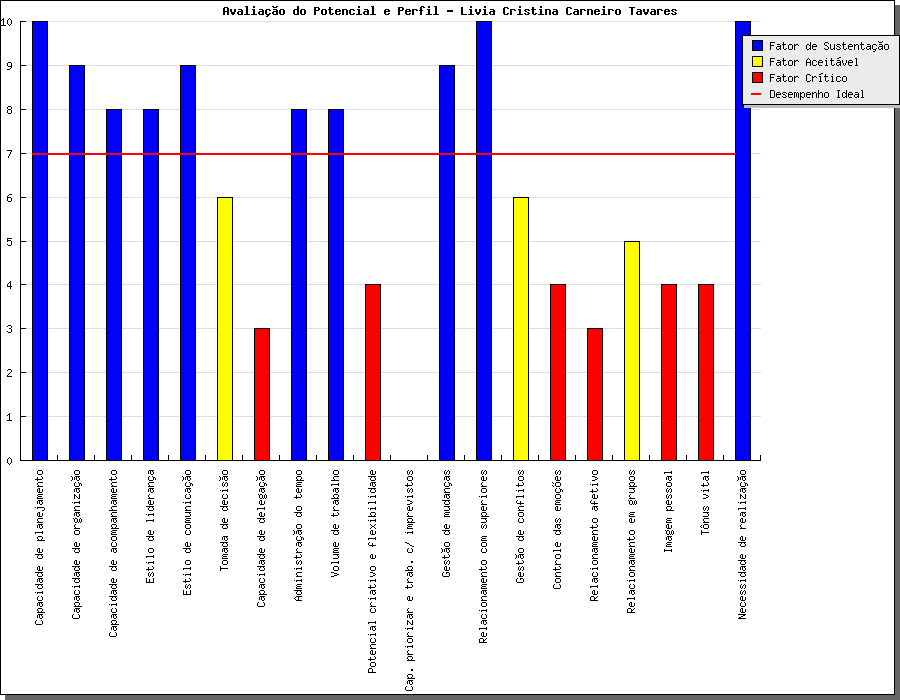 Avaliação do Potencial e Perfil - Livia Cristina Carneiro Tavares
Fator de Sustentação
Fator Aceitável
Fator Crítico
Desempenho Ideal
10
9
8
7
6
5
4
3
2
1
0
Capacidade de planejamento
Capacidade de organização
Capacidade de acompanhamento
Estilo de liderança
Estilo de comunicação
Tomada de decisão
Capacidade de delegação
Administração do tempo
Volume de trabalho
Potencial criativo e flexibilidade
Cap. priorizar e trab. c/ imprevistos
Gestão de mudanças
Relacionamento com superiores
Gestão de conflitos
Controle das emoções
Relacionamento afetivo
Relacionamento em grupos
Imagem pessoal
Tônus vital
Necessidade de realização